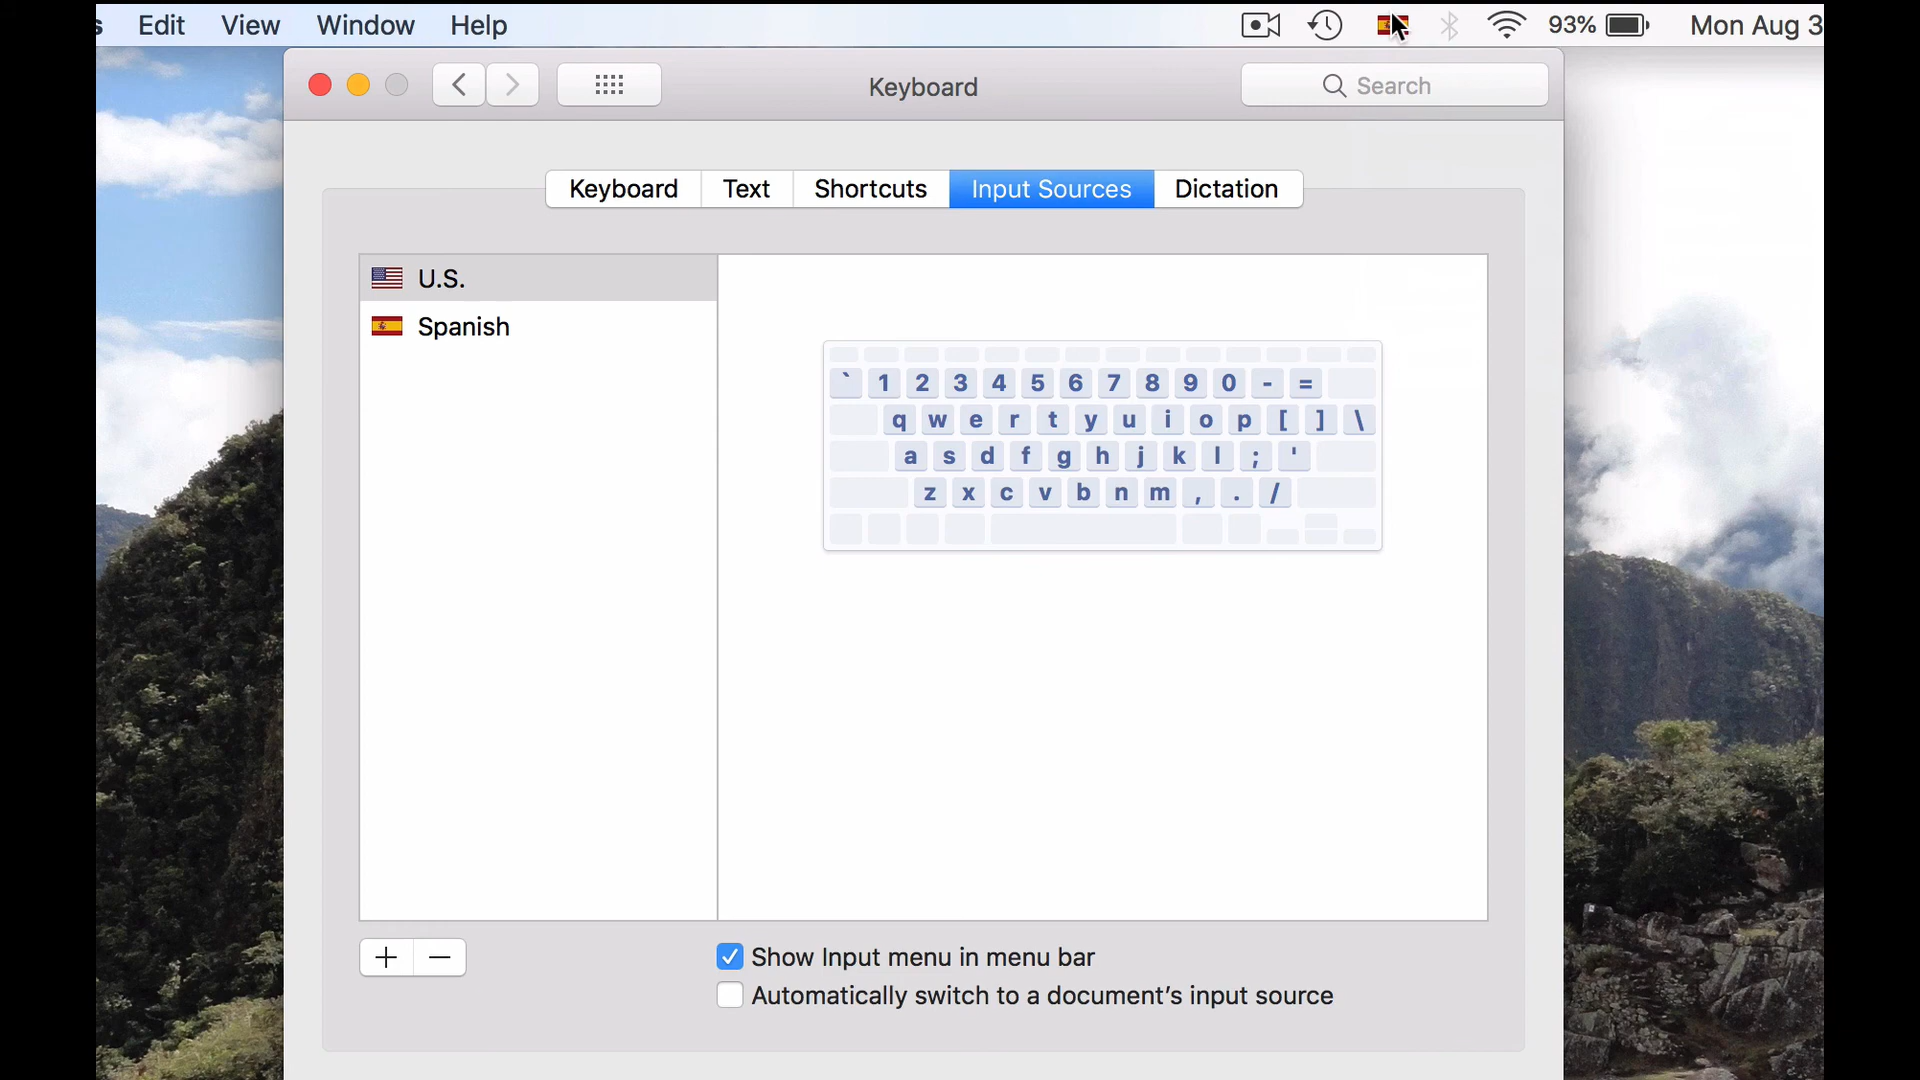 s Edit View Window Help 93% Mon Aug 3
Keyboard
Search
Keyboard Text Shortcuts Input Sources Dictation
U.S.
Spanish
` 1 2 3 4 5 6 7 8 9 0 - =
q w e r t y u i o p [ ] \
a s d f g h j k l ; '
z x c v b n m , . /
+ −
Show Input menu in menu bar
Automatically switch to a document’s input source